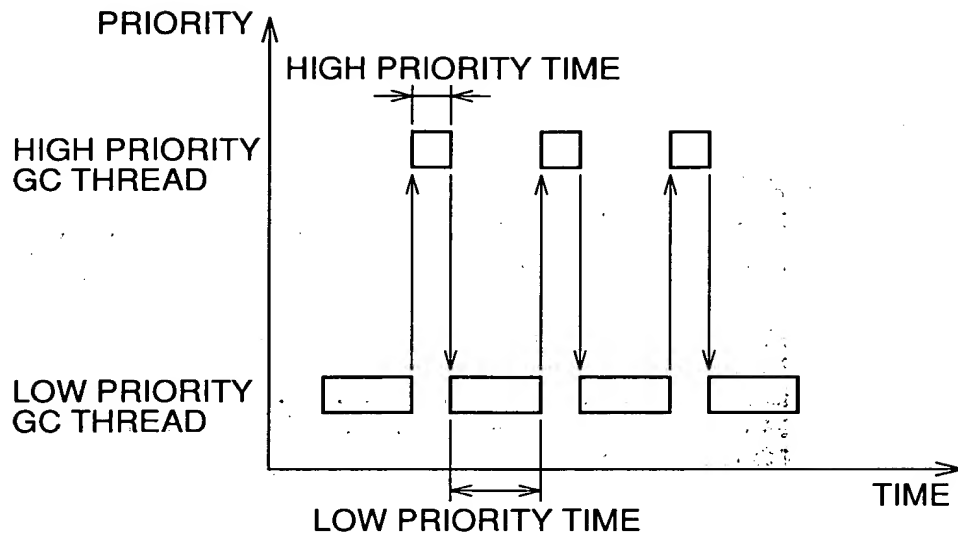 PRIORITY
HIGH PRIORITY TIME
HIGH PRIORITY
GC THREAD
LOW PRIORITY
GC THREAD
TIME
LOW PRIORITY TIME